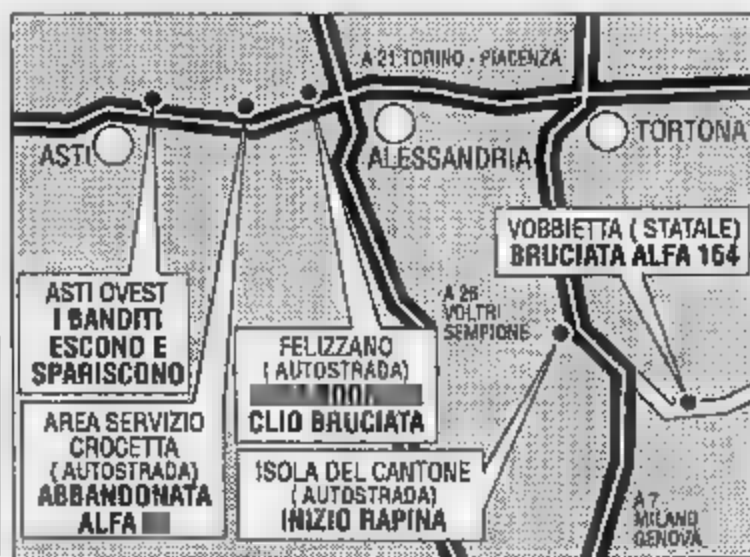 A 21 TORINO - PIACENZA
ASTI
ALESSANDRIA
TORTONA
VOBBIETTA ( STATALE)
BRUCIATA ALFA 164
ASTI OVEST
I BANDITI
ESCONO E
SPARISCONO
A 26
VOLTRI
SEMPIONE
FELIZZANO
( AUTOSTRADA)
CLIO BRUCIATA
AREA SERVIZIO
CROCETTA
( AUTOSTRADA)
ABBANDONATA
ALFA
ISOLA DEL CANTONE
( AUTOSTRADA)
INIZIO RAPINA
A 7
MILANO
GENOVA